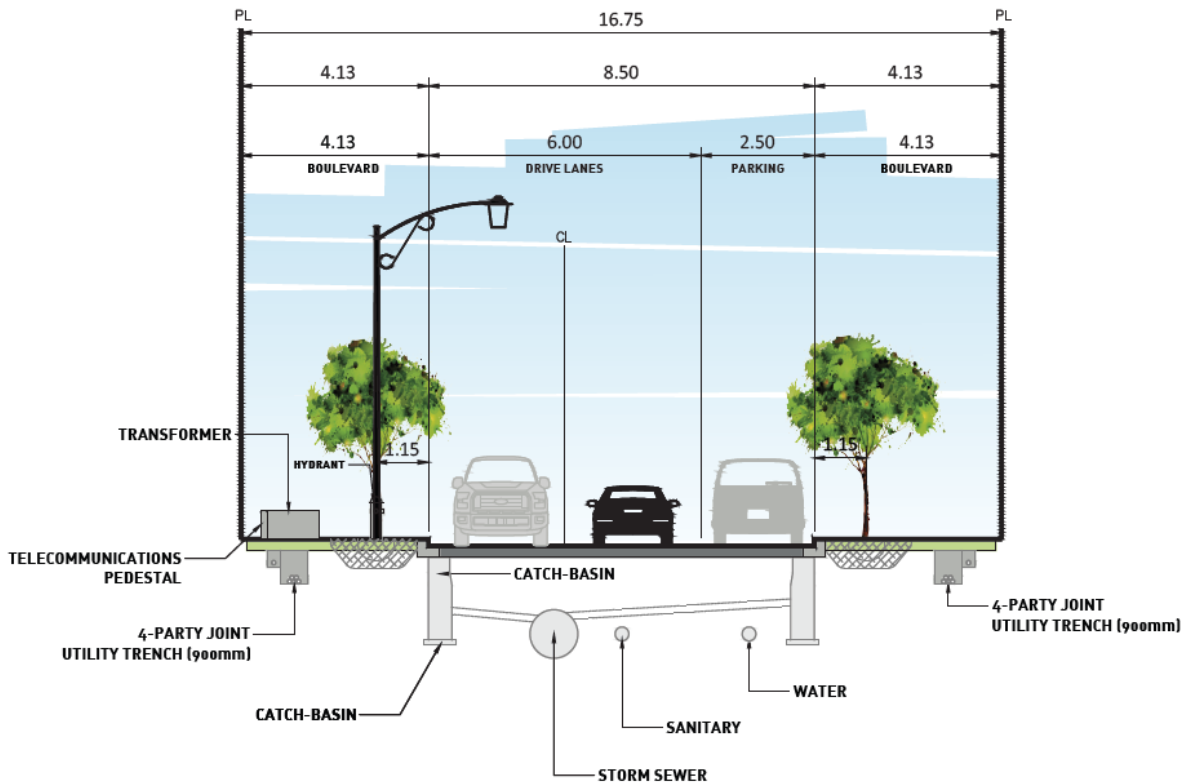 PL
PL
16.75
4.13
8.50
4.13
4.13
6.00
2.50
4.13
BOULEVARD
DRIVE LANES
PARKING
BOULEVARD
CL
TRANSFORMER
HYDRANT
1.15
1.15
TELECOMMUNICATIONS
PEDESTAL
CATCH-BASIN
4-PARTY JOINT
UTILITY TRENCH (900mm)
4-PARTY JOINT
UTILITY TRENCH (900mm)
WATER
CATCH-BASIN
SANITARY
STORM SEWER